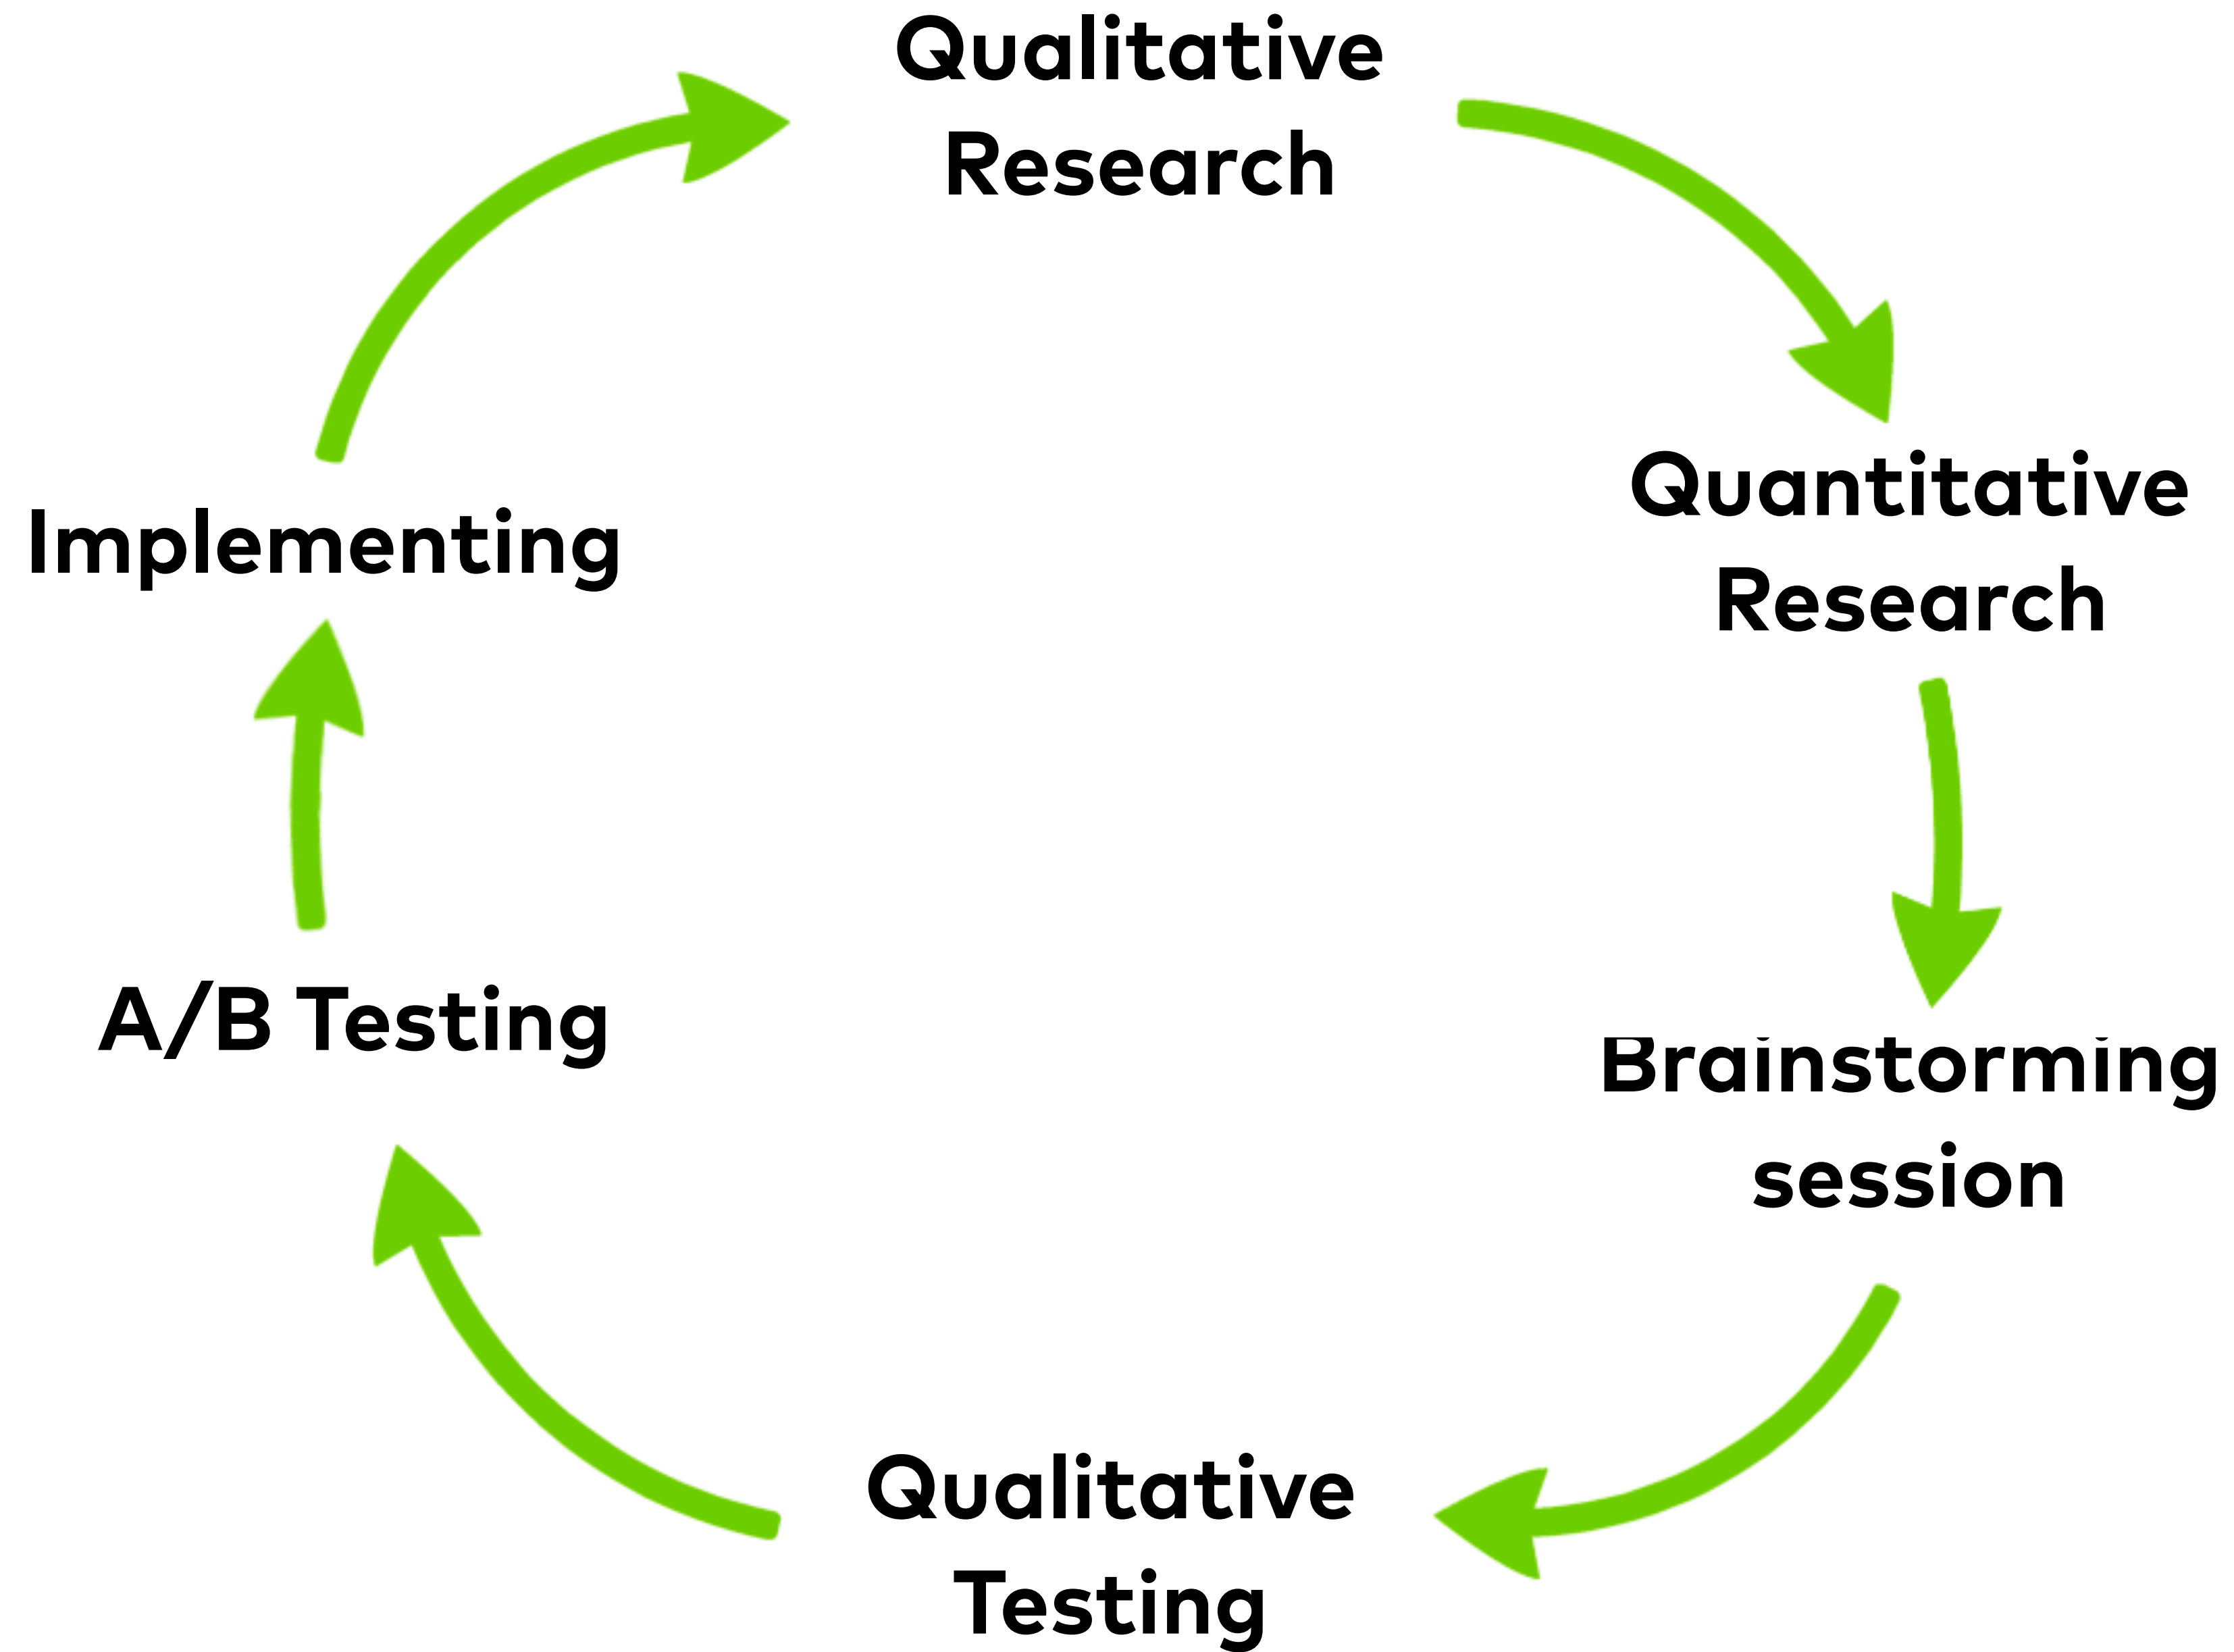 Qualitative
Research
Quantitative
Research
Brainstorming
session
Qualitative
Testing
A/B Testing
Implementing